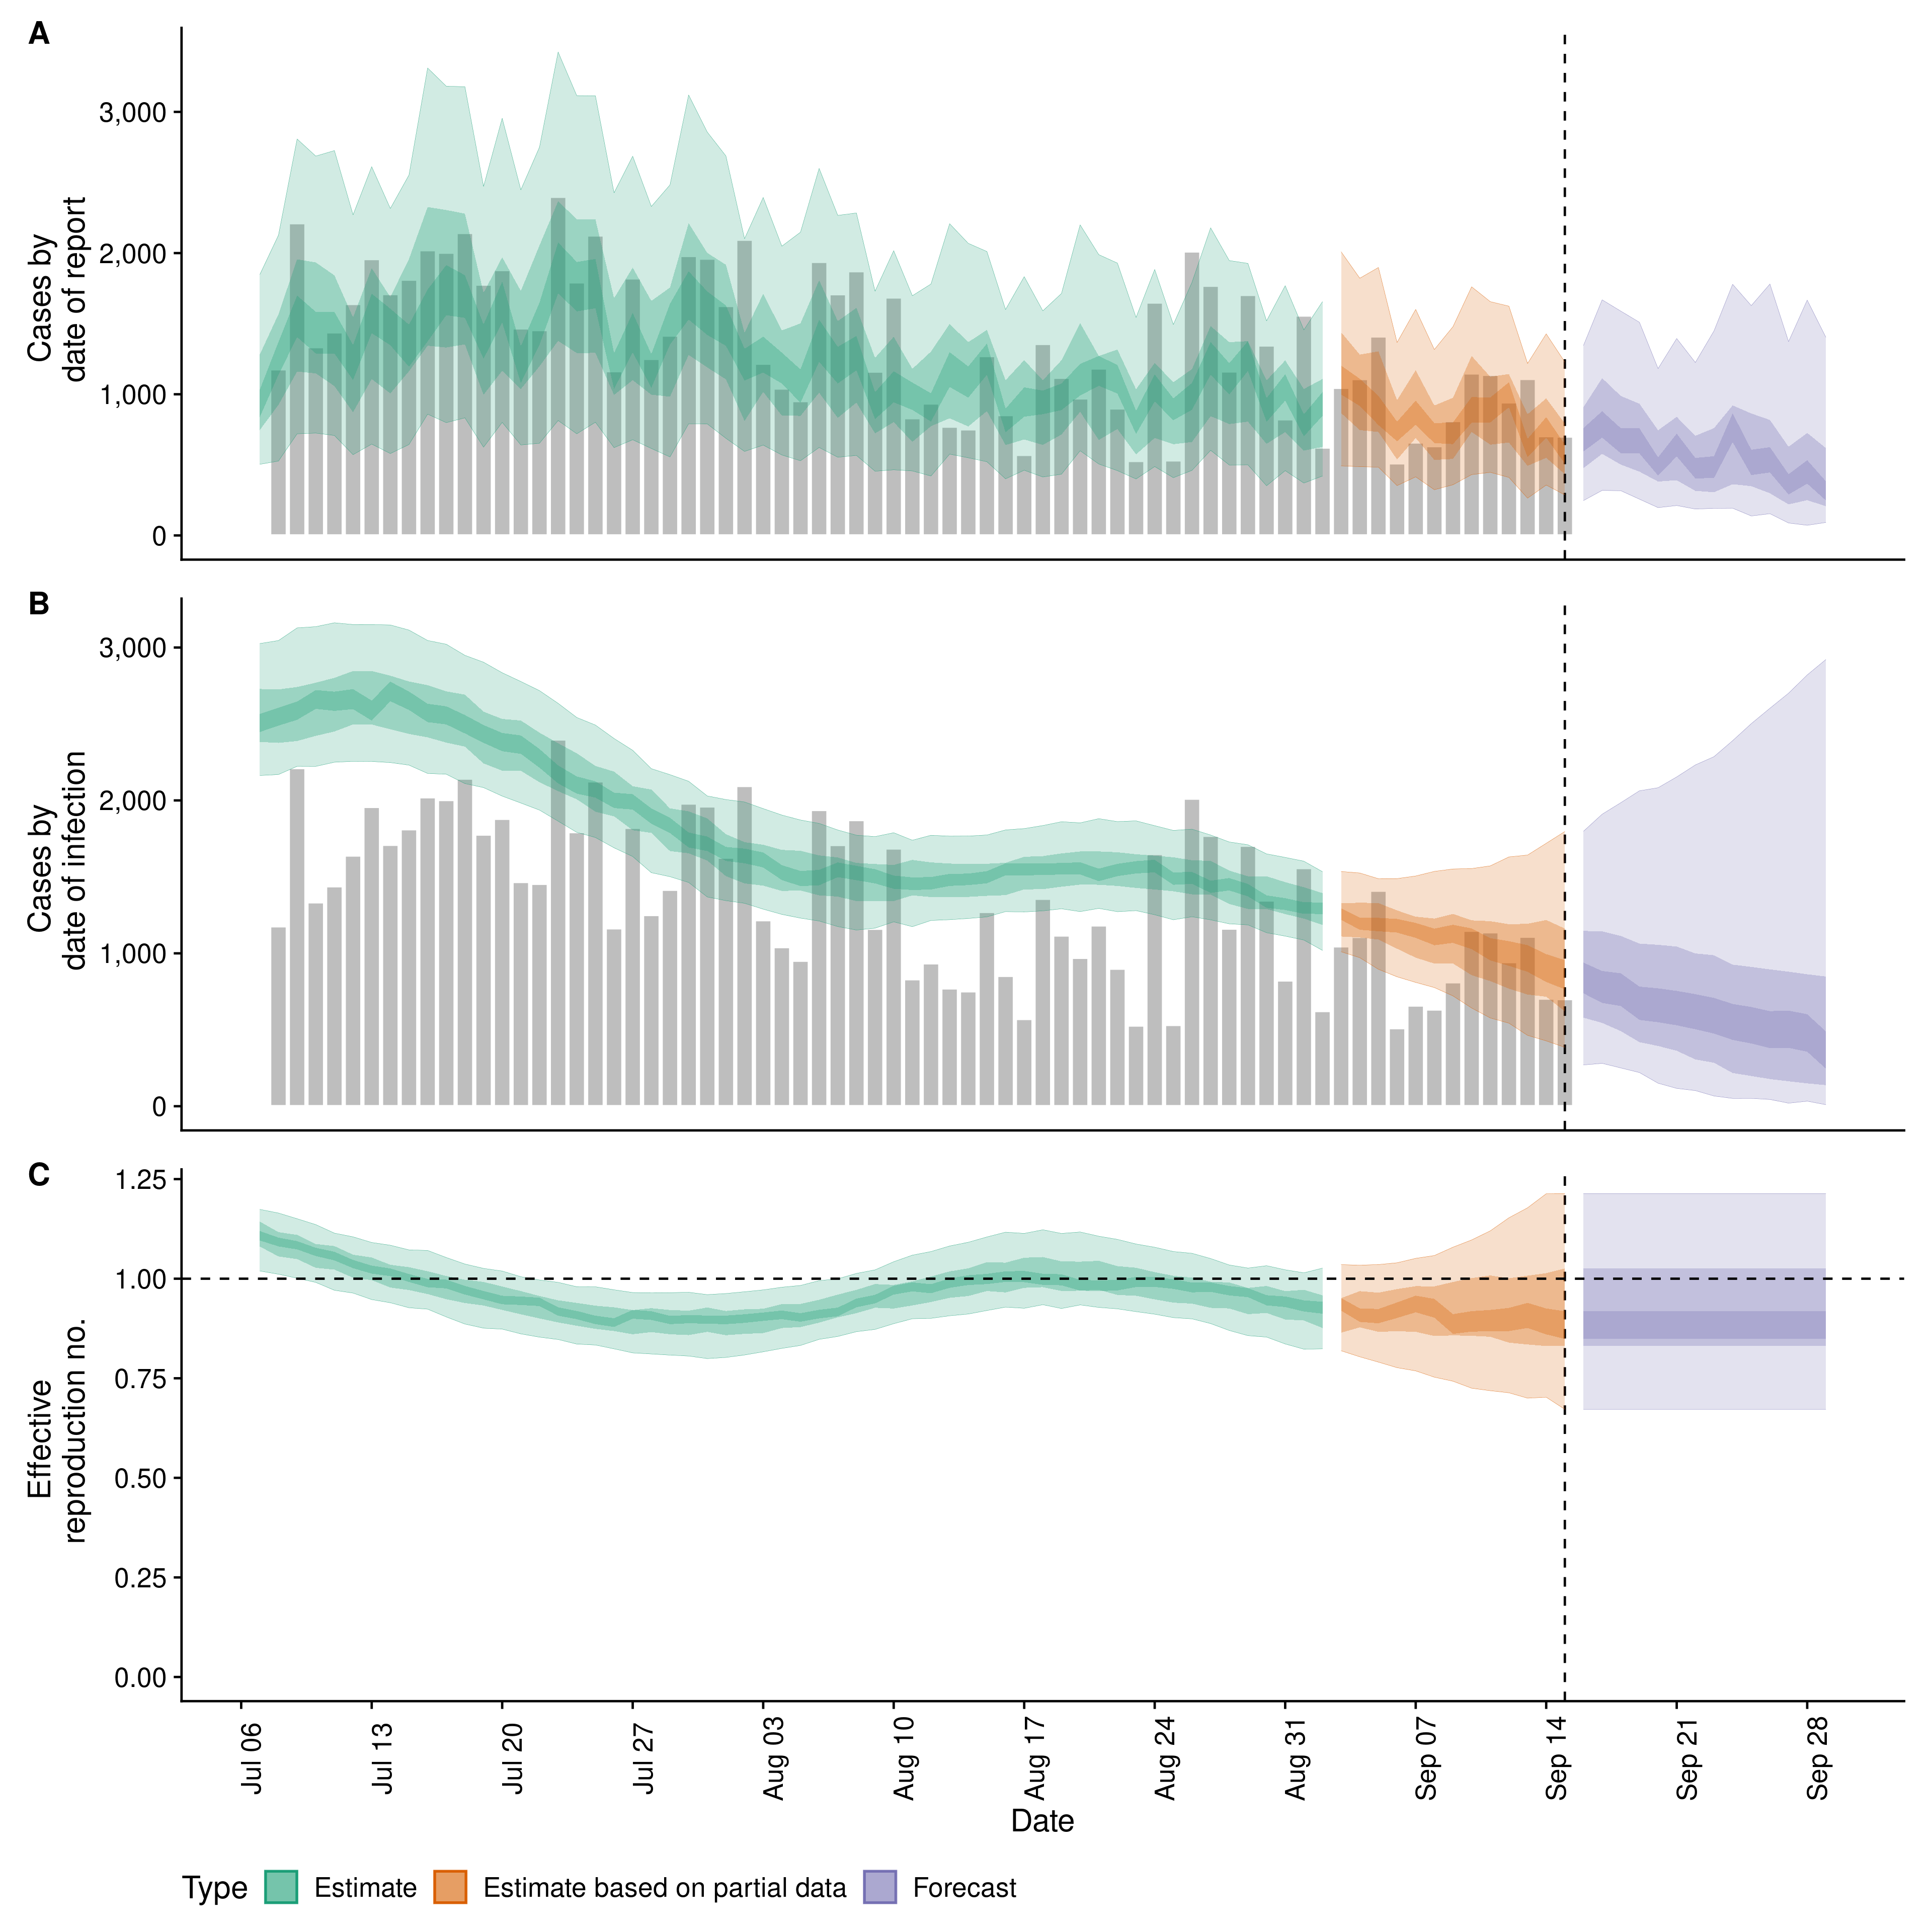 A
3,000
2,000
1,000
0
Cases by
date of report
B
3,000
2,000
1,000
0
Cases by
date of infection
C
1.25
1.00
0.75
0.50
0.25
0.00
Effective
reproduction no.
Jul 06
Jul 13
Jul 20
Jul 27
Aug 03
Aug 10
Aug 17
Aug 24
Aug 31
Sep 07
Sep 14
Sep 21
Sep 28
Date
Type Estimate Estimate based on partial data Forecast